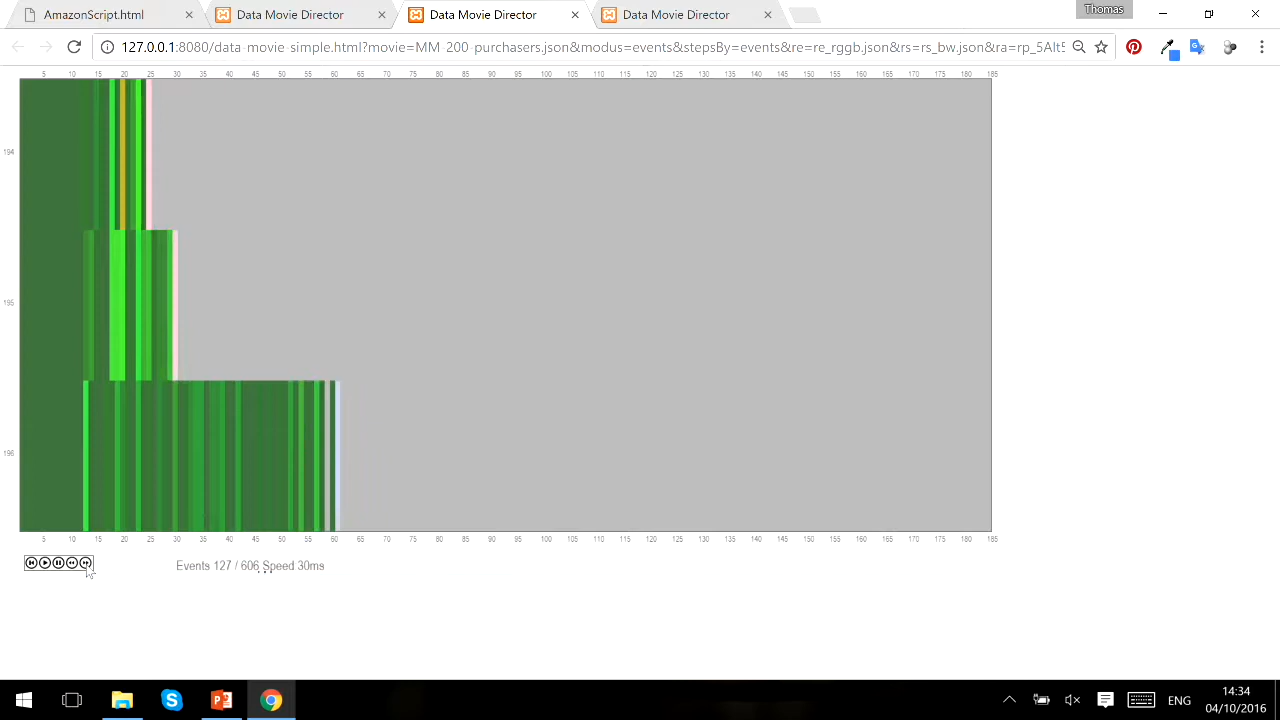 AmazonScript.html
Data Movie Director
Data Movie Director
Data Movie Director
Thomas
127.0.0.1:8080/data-movie simple.html?movie=MM_200_purchasers.json&modus=events&stepsBy=events&re=re_rggb.json&rs=rs_bw.json&ra=rp_5Alt5
5 10 15 20 25 30 35 40 45 50 55 60 65 70 75 80 85 90 95 100 105 110 115 120 125 130 135 140 145 150 155 160 165 170 175 180 185
194
195
196
5 10 15 20 25 30 35 40 45 50 55 60 65 70 75 80 85 90 95 100 105 110 115 120 125 130 135 140 145 150 155 160 165 170 175 180 185
Events 127 / 606 Speed 30ms
ENG
14:34
04/10/2016